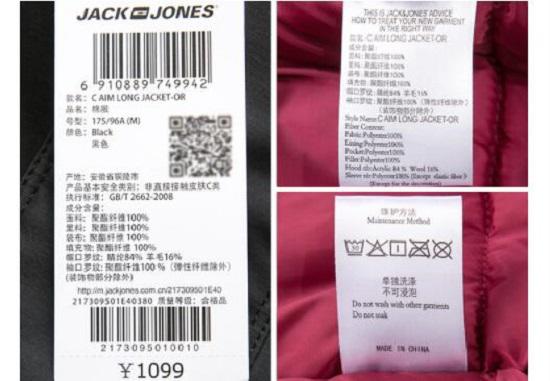 JACK & JONES
6 910889 749942
款名: C AIM LONG JACKET-OR
品名: 棉服
号型: 175/96A (M)
颜色: Black
黑色
产地: 安徽省铜陵市
产品基本安全类别: 非直接接触皮肤C类
执行标准: GB/T 2662-2008
成分含量:
面料: 聚酯纤维100%
里料: 聚酯纤维100%
袋布: 聚酯纤维100%
填充物: 聚酯纤维100%
帽口罗纹: 腈纶84% 羊毛16%
袖口罗纹: 聚酯纤维100% (弹性纤维除外)
(装饰物部分除外)
http://m.jackjones.com.cn/217309501E40
217309501E40380 质量等级: 合格品
2173095010010
¥1099
THIS IS JACK&JONES ADVICE
HOW TO TREAT YOUR NEW GARMENT
IN THE RIGHT WAY
款名: C AIM LONG JACKET-OR
成分含量:
面料: 聚酯纤维100%
里料: 聚酯纤维100%
袋布: 聚酯纤维100%
填充物: 聚酯纤维100%
帽口罗纹: 腈纶84% 羊毛16%
袖口罗纹: 聚酯纤维100% (弹性纤维除外)
(装饰物部分除外)
Style Name: C AIM LONG JACKET-OR
Fiber Content:
Fabric:Polyester100%
Lining:Polyester100%
Pocket:Polyester100%
Filler:Polyester100%
Hood rib:Acrylic 84 % Wool 16%
Sleeve rib:Polyester100% (Except elastic fiber)
(Except for
维护方法
Maintenance Method
单独洗涤
不可浸泡
Do not wash with other garments
Do not soak
MADE IN CHINA